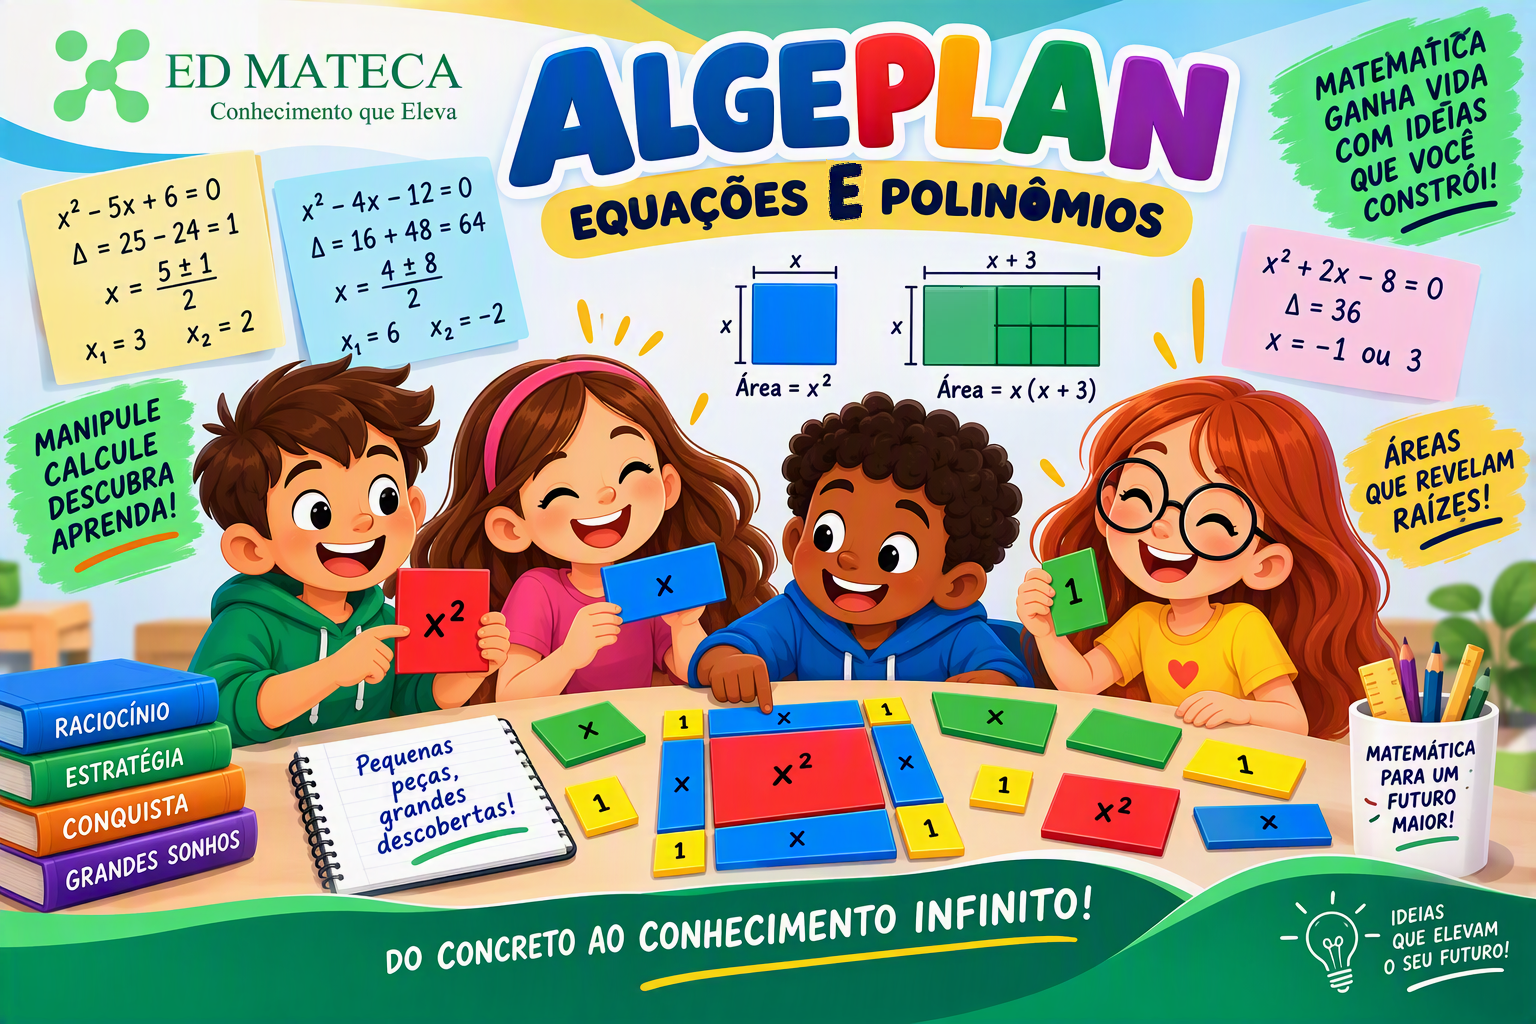 ED MATECA
Conhecimento que Eleva
ALGEPLAN
EQUAÇÕES E POLINÔMIOS
MATEMÁTICA
GANHA VIDA
COM IDEIAS
QUE VOCÊ
CONSTRÓI!
x² − 5x + 6 = 0
Δ = 25 − 24 = 1
x = (5 ± 1)/2
x₁ = 3 x₂ = 2
x² − 4x − 12 = 0
Δ = 16 + 48 = 64
x = (4 ± 8)/2
x₁ = 6 x₂ = −2
x
x
Área = x²
x + 3
x
Área = x (x + 3)
x² + 2x − 8 = 0
Δ = 36
x = −1 ou 3
MANIPULE
CALCULE
DESCUBRA
APRENDA!
ÁREAS
QUE REVELAM
RAÍZES!
x²
x
1
RACIOCÍNIO
ESTRATÉGIA
CONQUISTA
GRANDES SONHOS
Pequenas
peças,
grandes
descobertas!
x
1
1
x
1
x
x²
x
1
x
1
x
1
x²
1
x
MATEMÁTICA
PARA UM
FUTURO
MAIOR!
DO CONCRETO AO CONHECIMENTO INFINITO!
IDEIAS
QUE ELEVAM
O SEU FUTURO!